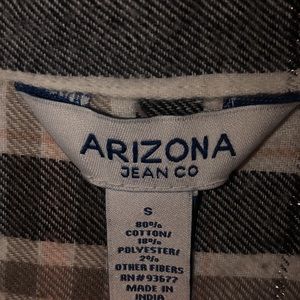 ARIZONA
JEAN CO
S
80%
COTTON/
18%
POLYESTER/
2%
OTHER FIBERS
RN#93677
MADE IN
INDIA